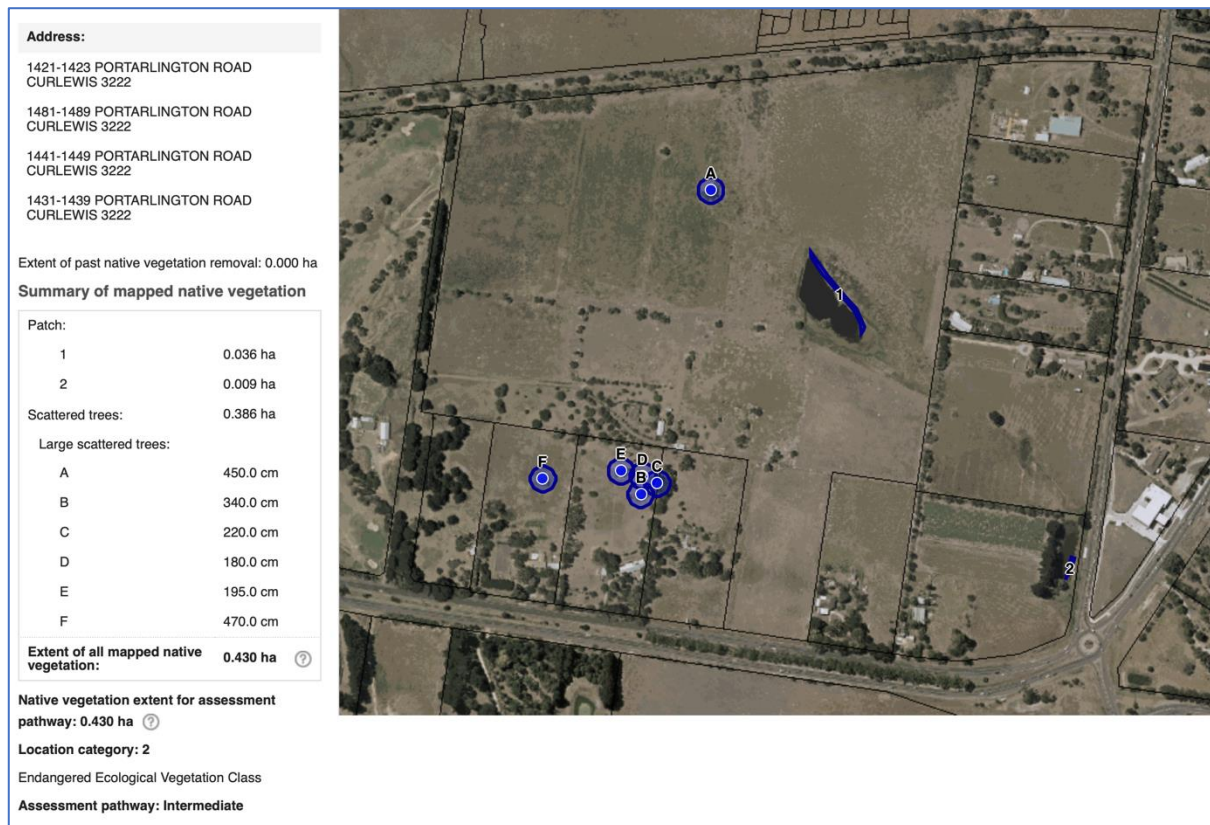 Address:
1421-1423 PORTARLINGTON ROAD
CURLEWIS 3222
1481-1489 PORTARLINGTON ROAD
CURLEWIS 3222
1441-1449 PORTARLINGTON ROAD
CURLEWIS 3222
1431-1439 PORTARLINGTON ROAD
CURLEWIS 3222
Extent of past native vegetation removal: 0.000 ha
Summary of mapped native vegetation
Patch:
1 0.036 ha
2 0.009 ha
Scattered trees: 0.386 ha
Large scattered trees:
A 450.0 cm
B 340.0 cm
C 220.0 cm
D 180.0 cm
E 195.0 cm
F 470.0 cm
Extent of all mapped native
vegetation: 0.430 ha ?
Native vegetation extent for assessment
pathway: 0.430 ha ?
Location category: 2
Endangered Ecological Vegetation Class
Assessment pathway: Intermediate
A
1
E
D
C
F
B
2